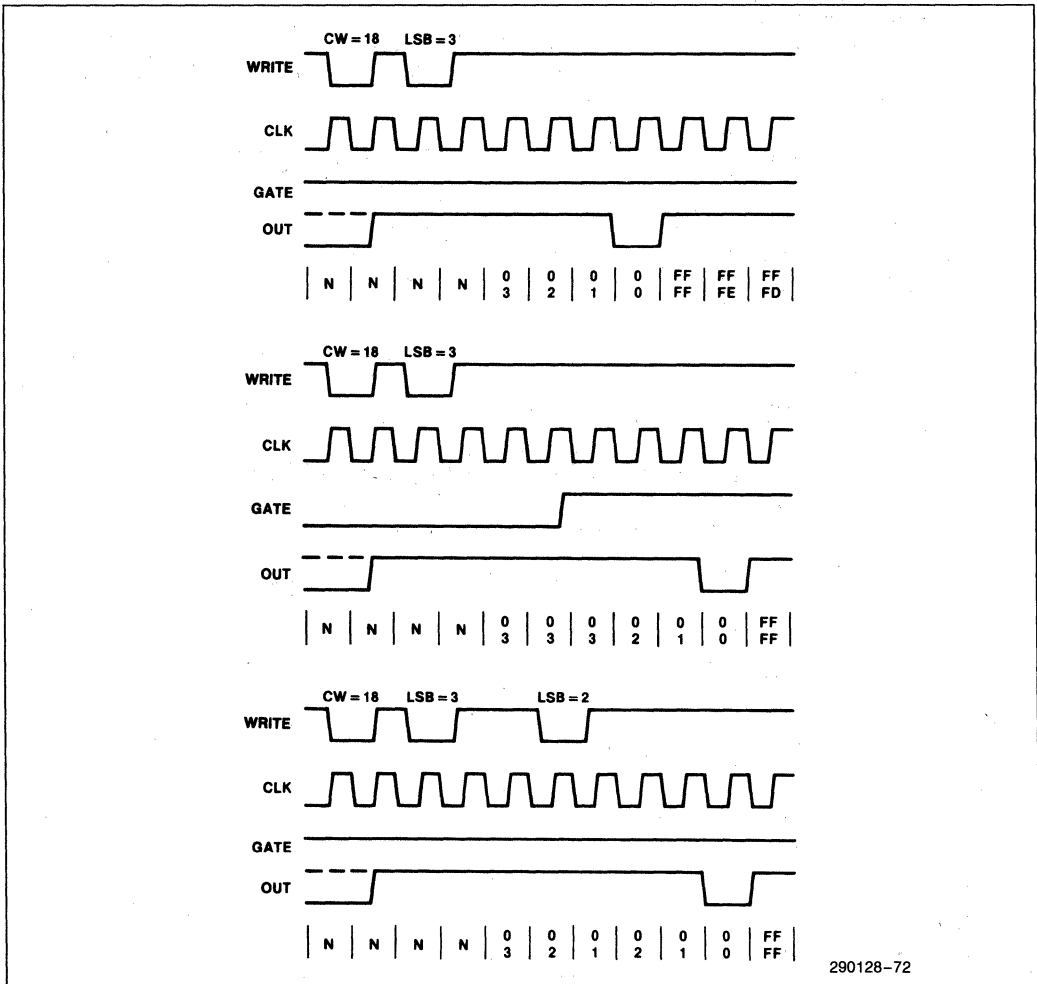 CW = 18 LSB = 3
WRITE
CLK
GATE
OUT
N N N N 0 0 0 0 FF FF FF
3 2 1 0 FF FE FD
CW = 18 LSB = 3
WRITE
CLK
GATE
OUT
N N N N 0 0 0 0 0 0 FF
3 3 3 2 1 0 FF
CW = 18 LSB = 3 LSB = 2
WRITE
CLK
GATE
OUT
N N N N 0 0 0 0 0 0 FF
3 2 1 2 1 0 FF
290128-72